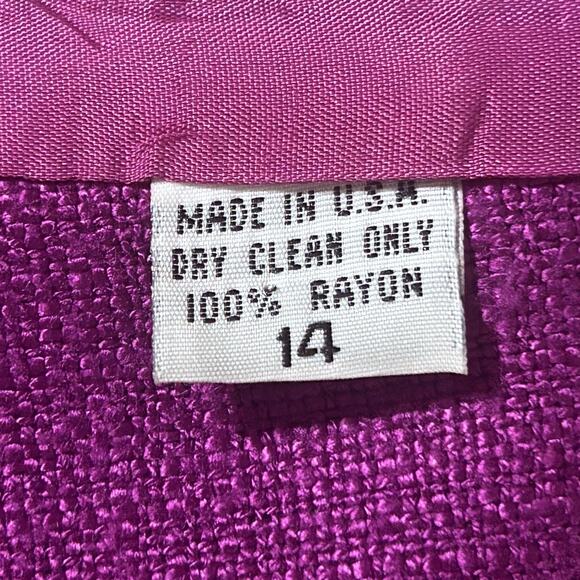 MADE IN U.S.A.
DRY CLEAN ONLY
100% RAYON
14